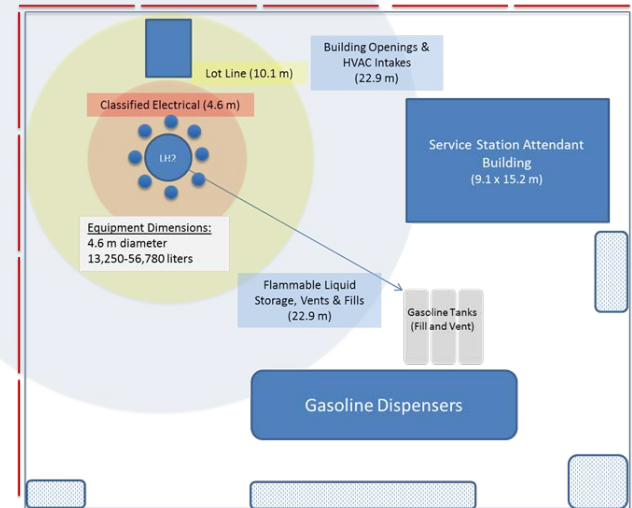 Building Openings &
HVAC Intakes
(22.9 m)
Lot Line (10.1 m)
Classified Electrical (4.6 m)
LH2
Service Station Attendant
Building
(9.1 x 15.2 m)
Equipment Dimensions:
4.6 m diameter
13,250-56,780 liters
Flammable Liquid
Storage, Vents & Fills
(22.9 m)
Gasoline Tanks
(Fill and Vent)
Gasoline Dispensers